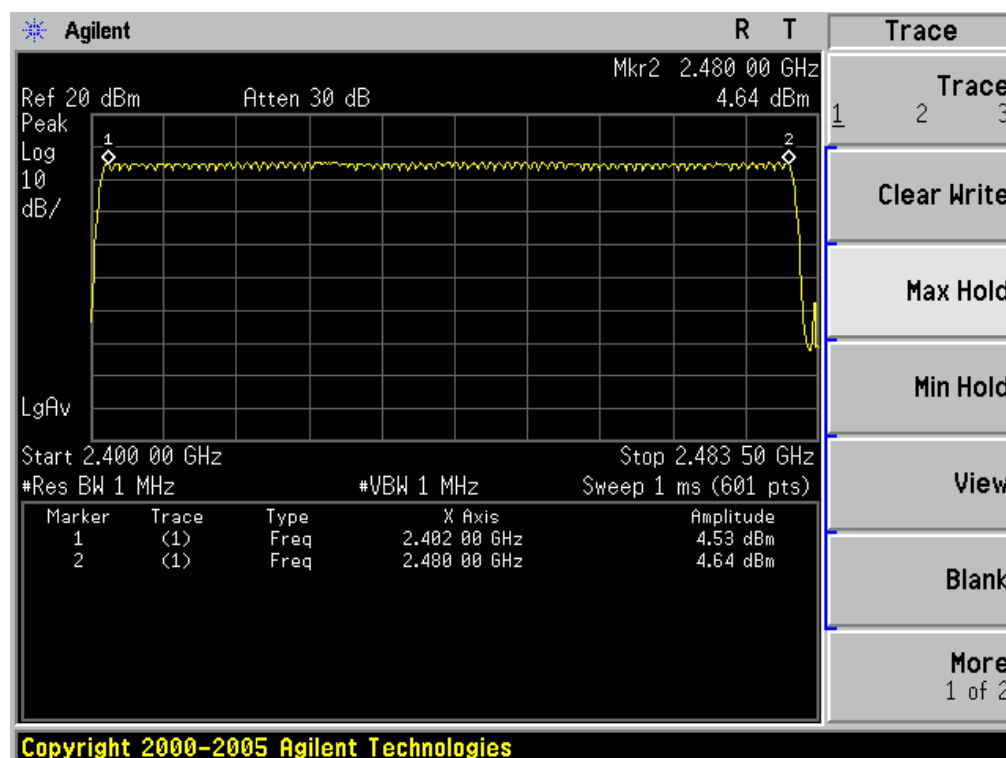 Agilent R T
Mkr2 2.480 00 GHz
Ref 20 dBm Atten 30 dB 4.64 dBm
Peak
Log
10
dB/
1 2
LgAv
Start 2.400 00 GHz Stop 2.483 50 GHz
#Res BW 1 MHz #VBW 1 MHz Sweep 1 ms (601 pts)
Marker Trace Type X Axis Amplitude
1 (1) Freq 2.402 00 GHz 4.53 dBm
2 (1) Freq 2.480 00 GHz 4.64 dBm
Copyright 2000-2005 Agilent Technologies
Trace
Trace
1 2 3
Clear Write
Max Hold
Min Hold
View
Blank
More
1 of 2